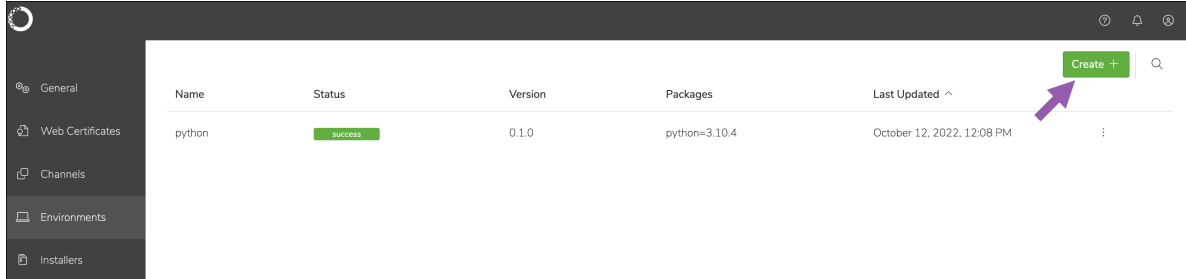 Create +
General
Name Status Version Packages Last Updated
Web Certificates
python success 0.1.0 python=3.10.4 October 12, 2022, 12:08 PM
Channels
Environments
Installers